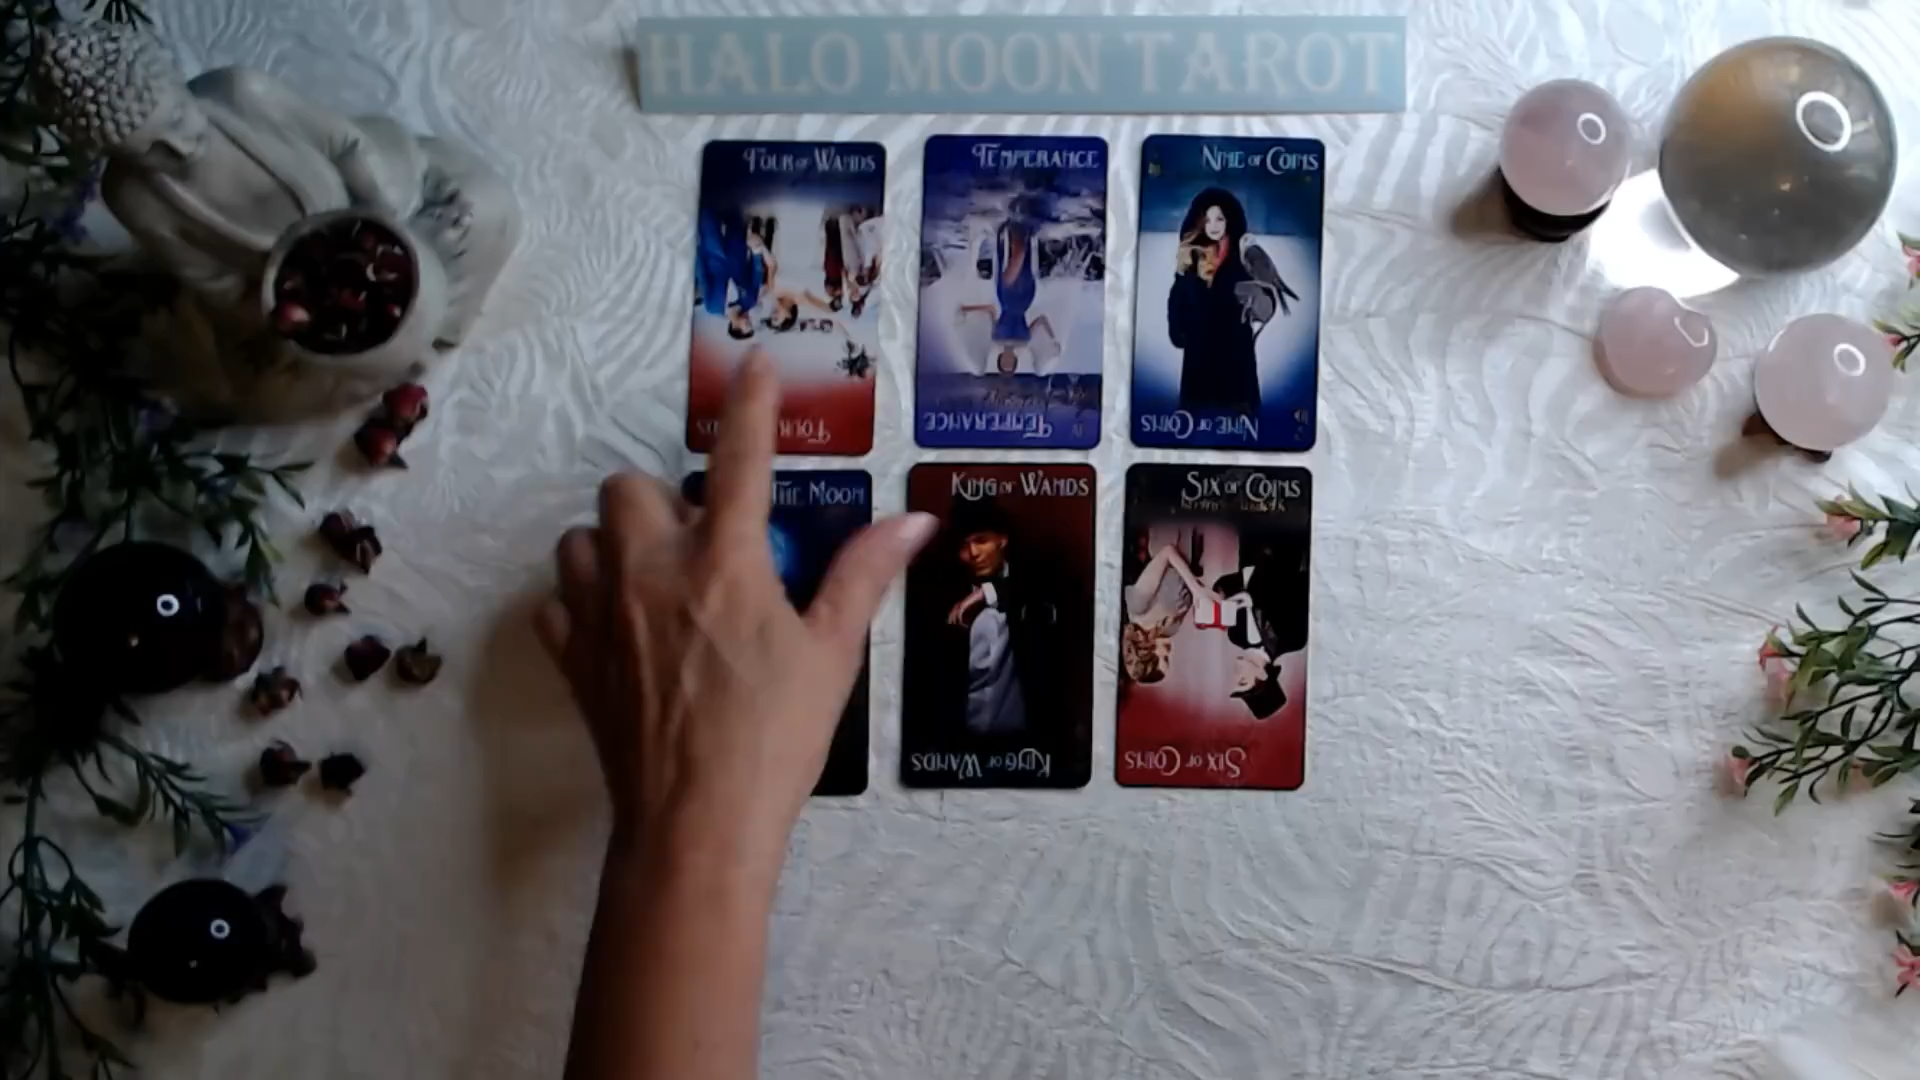 HALO MOON TAROT
FOUR OF WANDS
TEMPERANCE
TEMPERANCE
NINE OF COINS
NINE OF COINS
THE MOON
KING OF WANDS
KING OF WANDS
SIX OF COINS
SIX OF COINS